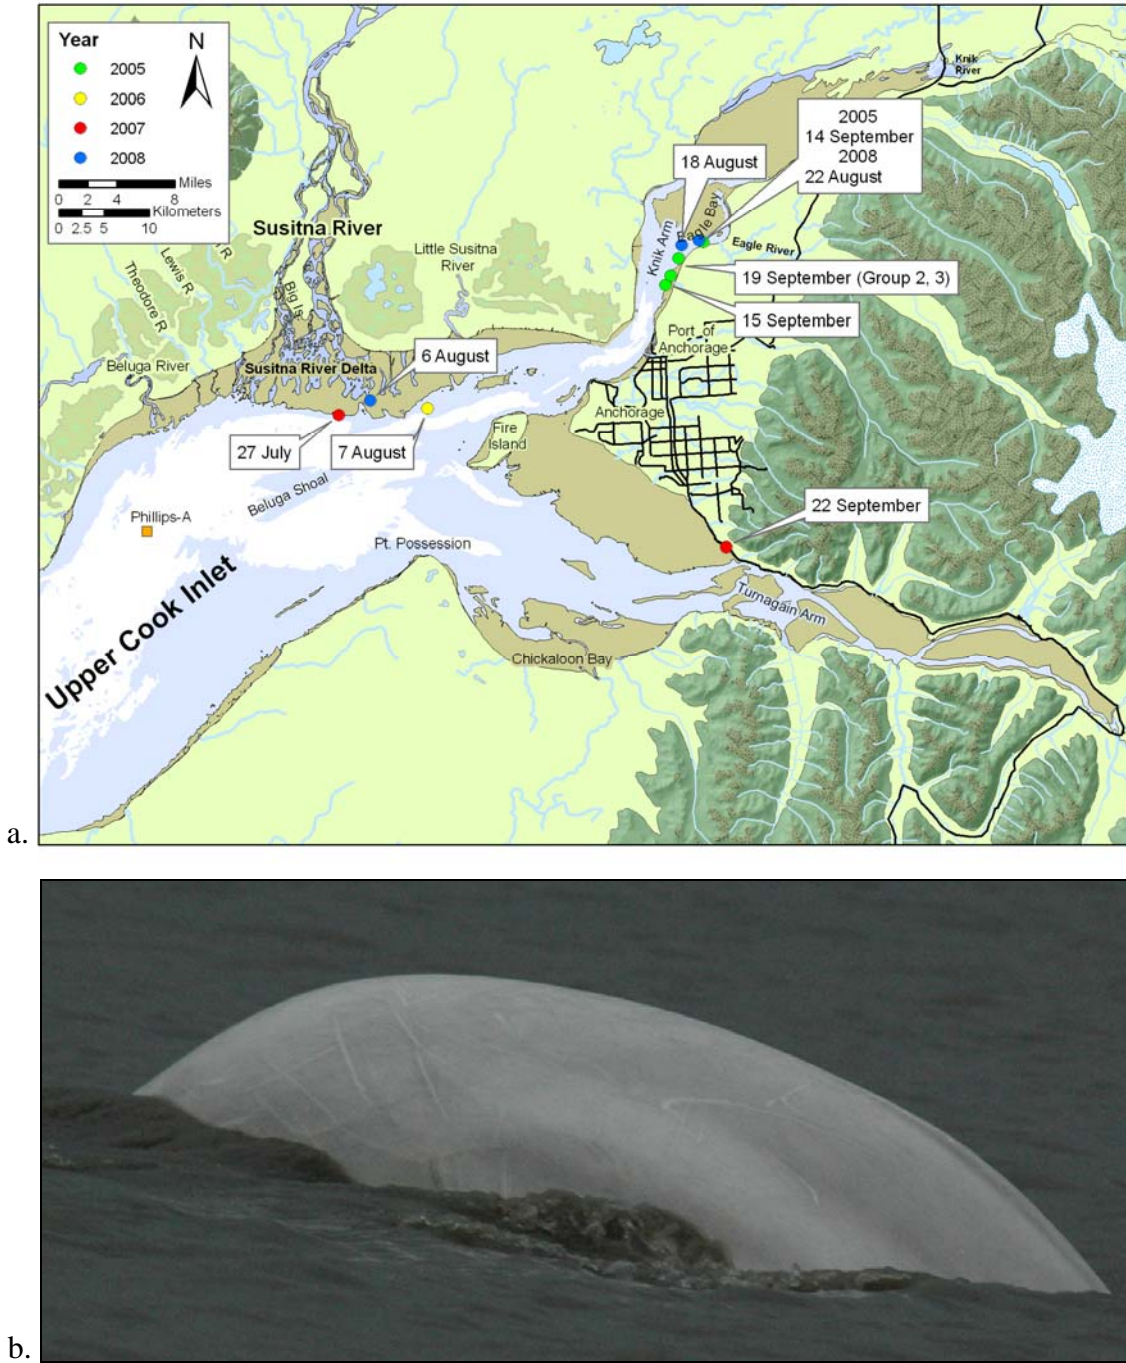 Year
N
2005
2006
2007
2008
0 2 4 8 Miles
0 2.5 5 10 Kilometers
Knik
River
2005
14 September
2008
22 August
18 August
Eagle Bay
Knik Arm
Eagle River
19 September (Group 2, 3)
15 September
Susitna River
Little Susitna
River
Lewis R
Theodore R
Big Is
Beluga River
Susitna River Delta
6 August
Port of
Anchorage
Anchorage
Fire
Island
27 July
7 August
Beluga Shoal
22 September
Phillips-A
Pt. Possession
Turnagain Arm
Upper Cook Inlet
Chickaloon Bay
a.
b.